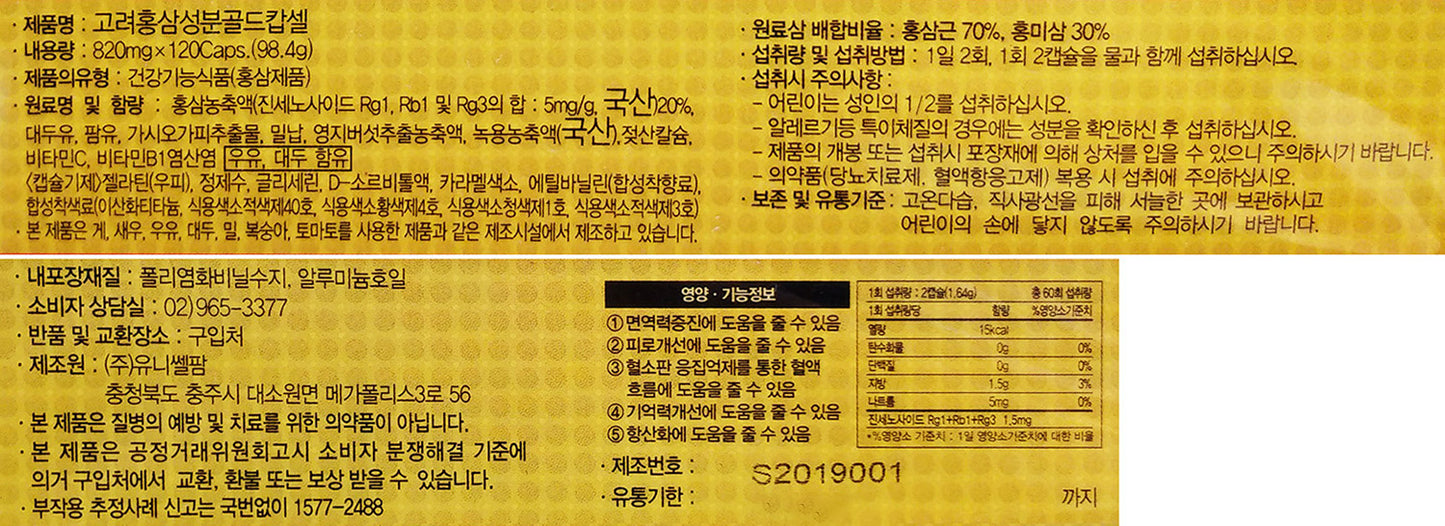 · 제품명 : 고려홍삼성분골드캅셀
· 내용량 : 820mg×120Caps.(98.4g)
· 제품의유형 : 건강기능식품(홍삼제품)
· 원료명 및 함량 : 홍삼농축액(진세노사이드 Rg1, Rb1 및 Rg3의 합 : 5mg/g, 국산)20%,
대두유, 팜유, 가시오가피추출물, 밀납, 영지버섯추출농축액, 녹용농축액(국산),젖산칼슘,
비타민C, 비타민B1염산염 우유, 대두 함유
〈캡슐기제〉젤라틴(우피), 정제수, 글리세린, D-소르비톨액, 카라멜색소, 에틸바닐린(합성착향료),
합성착색료(이산화티타늄, 식용색소적색제40호, 식용색소황색제4호, 식용색소청색제1호, 식용색소적색제3호)
· 본 제품은 게, 새우, 우유, 대두, 밀, 복숭아, 토마토를 사용한 제품과 같은 제조시설에서 제조하고 있습니다.
· 원료삼 배합비율 : 홍삼근 70%, 홍미삼 30%
· 섭취량 및 섭취방법 : 1일 2회, 1회 2캡슐을 물과 함께 섭취하십시오.
· 섭취시 주의사항 :
- 어린이는 성인의 1/2를 섭취하십시오.
- 알레르기등 특이체질의 경우에는 성분을 확인하신 후 섭취하십시오.
- 제품의 개봉 또는 섭취시 포장재에 의해 상처를 입을 수 있으니 주의하시기 바랍니다.
- 의약품(당뇨치료제, 혈액항응고제) 복용 시 섭취에 주의하십시오.
· 보존 및 유통기준 : 고온다습, 직사광선을 피해 서늘한 곳에 보관하시고
어린이의 손에 닿지 않도록 주의하시기 바랍니다.
· 내포장재질 : 폴리염화비닐수지, 알루미늄호일
· 소비자 상담실 : 02)965-3377
· 반품 및 교환장소 : 구입처
· 제조원 : (주)유니쎌팜
충청북도 충주시 대소원면 메가폴리스3로 56
· 본 제품은 질병의 예방 및 치료를 위한 의약품이 아닙니다.
· 본 제품은 공정거래위원회고시 소비자 분쟁해결 기준에
의거 구입처에서 교환, 환불 또는 보상 받을 수 있습니다.
· 부작용 추정사례 신고는 국번없이 1577-2488
영양 · 기능정보
① 면역력증진에 도움을 줄 수 있음
② 피로개선에 도움을 줄 수 있음
③ 혈소판 응집억제를 통한 혈액
흐름에 도움을 줄 수 있음
④ 기억력개선에 도움을 줄 수 있음
⑤ 항산화에 도움을 줄 수 있음
1회 섭취량 : 2캡슐(1.64g) 총 60회 섭취량
1회 섭취량당 함량 %영양소기준치
열량 15kcal
탄수화물 0g 0%
단백질 0g 0%
지방 1.5g 3%
나트륨 5mg 0%
진세노사이드 Rg1+Rb1+Rg3 1.5mg
*%영양소 기준치 : 1일 영양소기준치에 대한 비율
· 제조번호 : S2019001
· 유통기한 : 까지